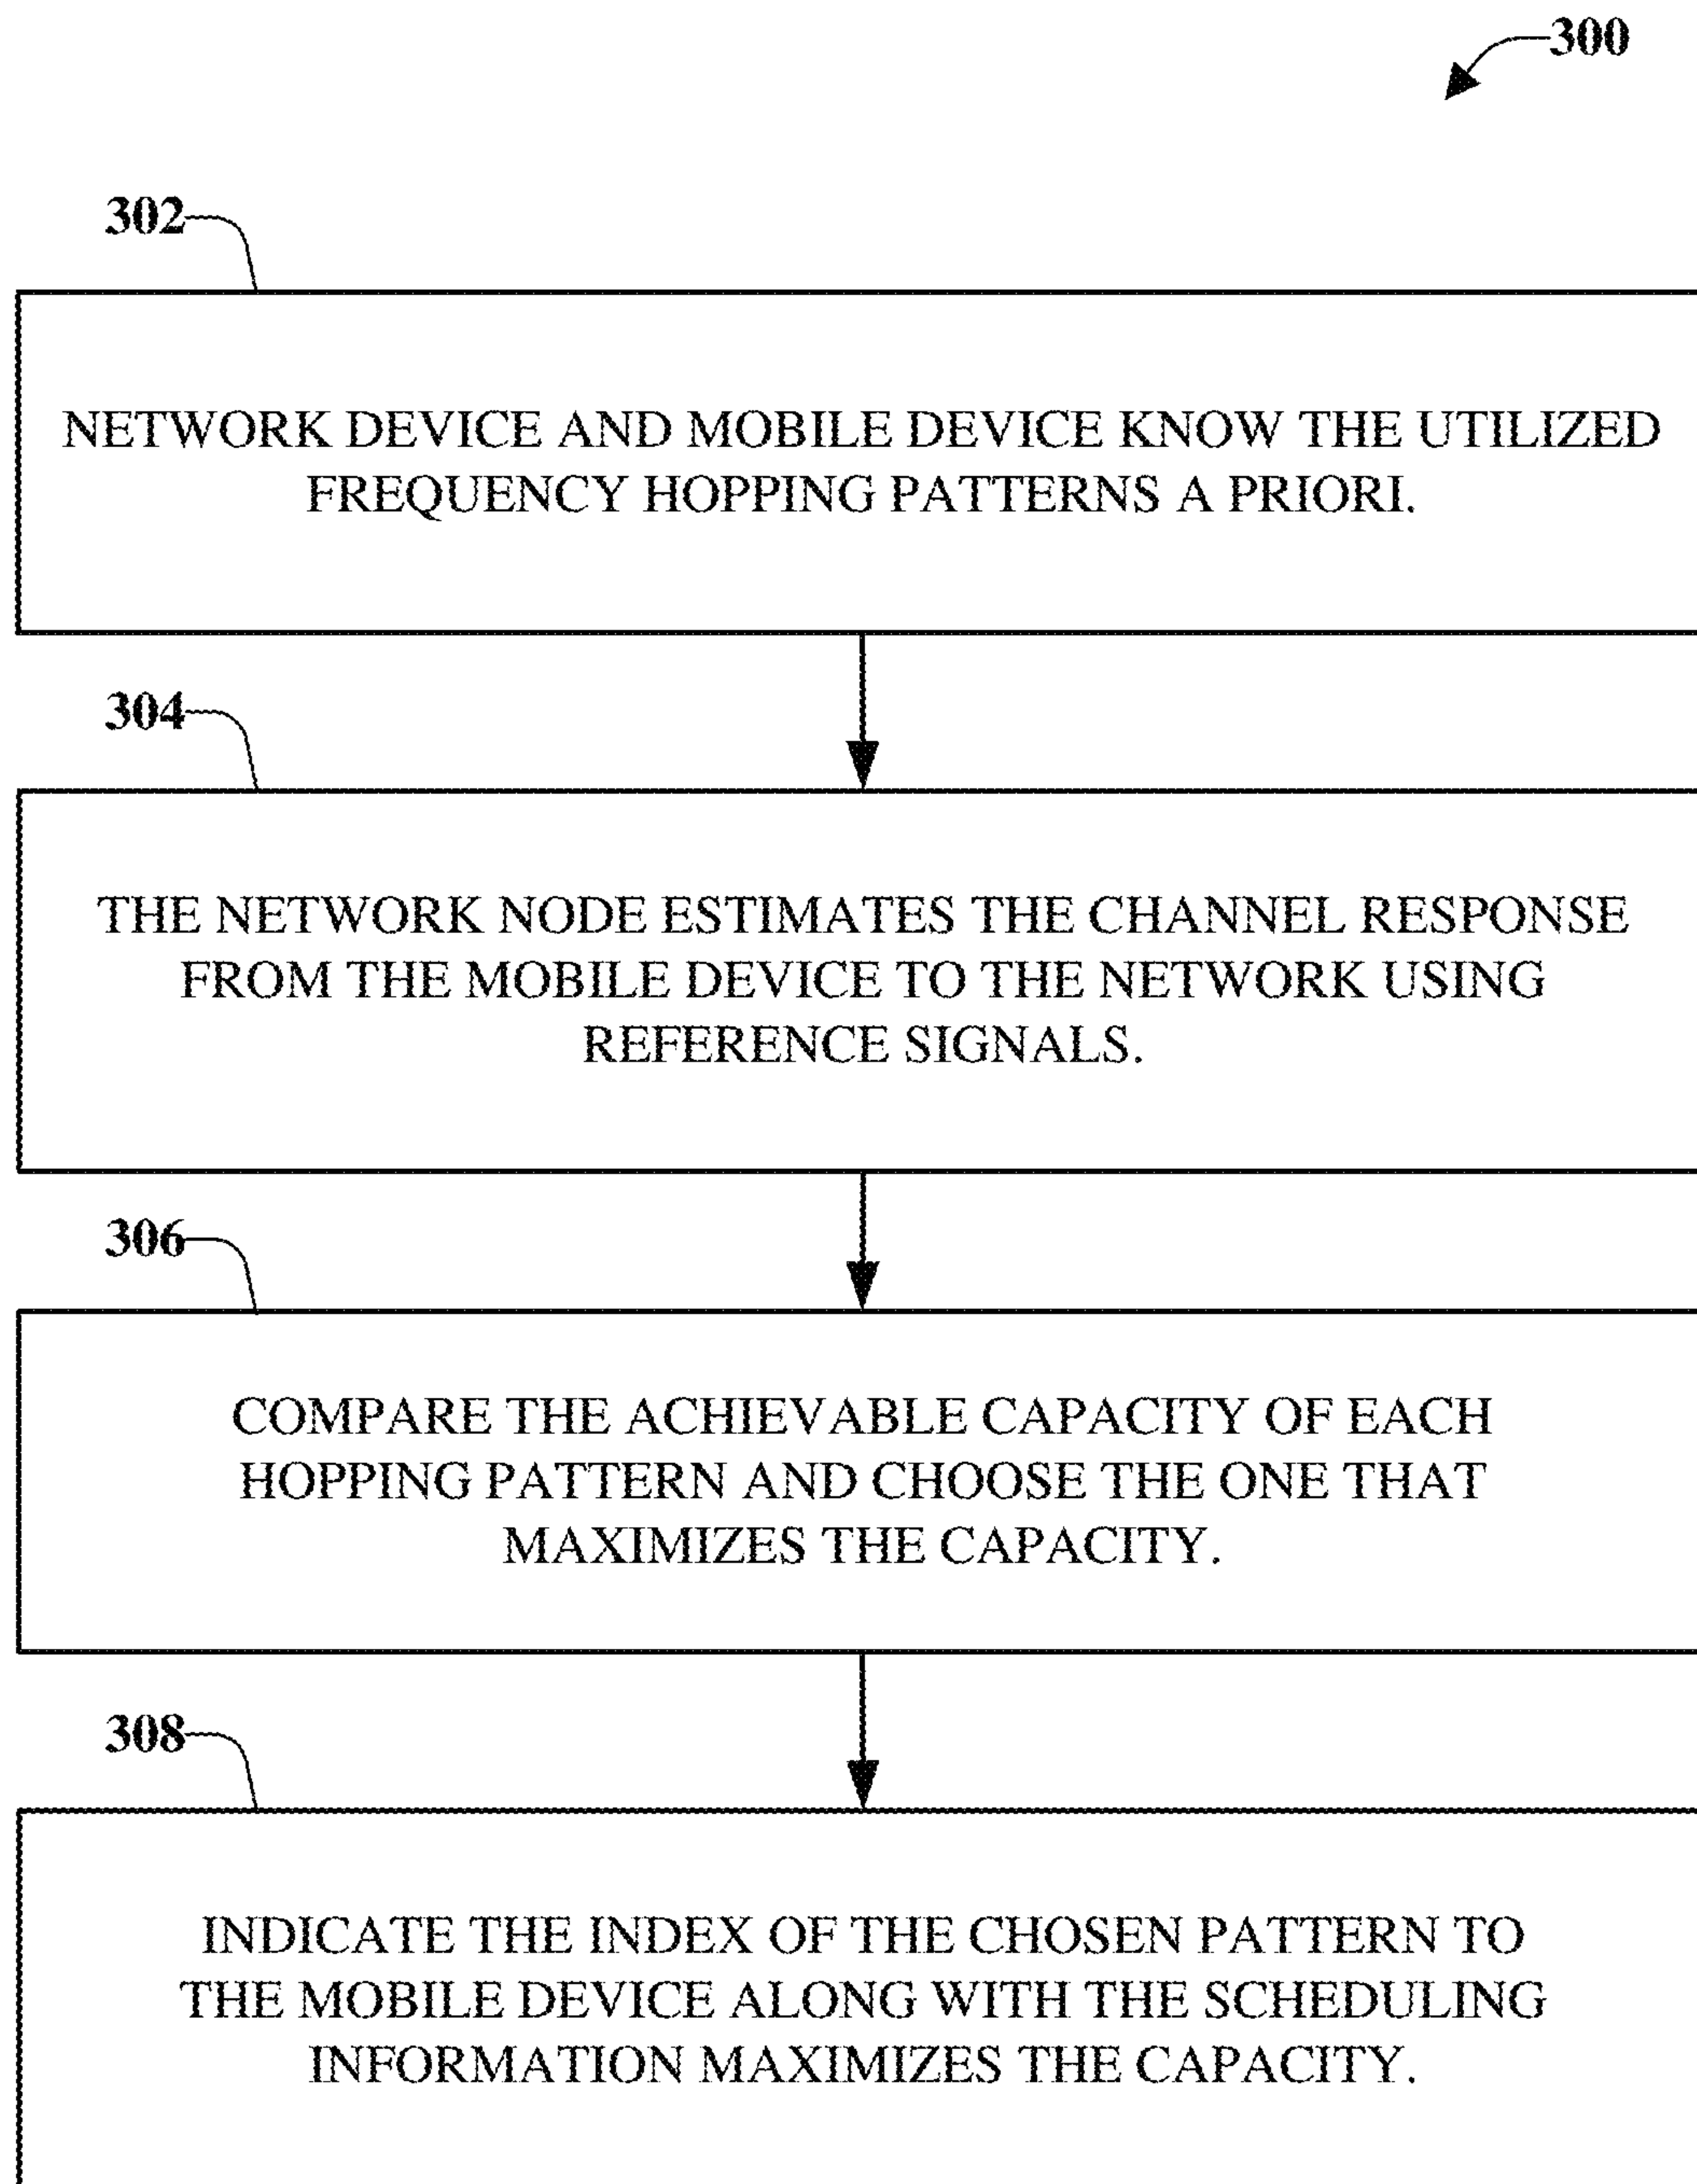 300
302
NETWORK DEVICE AND MOBILE DEVICE KNOW THE UTILIZED
FREQUENCY HOPPING PATTERNS A PRIORI.
304
THE NETWORK NODE ESTIMATES THE CHANNEL RESPONSE
FROM THE MOBILE DEVICE TO THE NETWORK USING
REFERENCE SIGNALS.
306
COMPARE THE ACHIEVABLE CAPACITY OF EACH
HOPPING PATTERN AND CHOOSE THE ONE THAT
MAXIMIZES THE CAPACITY.
308
INDICATE THE INDEX OF THE CHOSEN PATTERN TO
THE MOBILE DEVICE ALONG WITH THE SCHEDULING
INFORMATION MAXIMIZES THE CAPACITY.